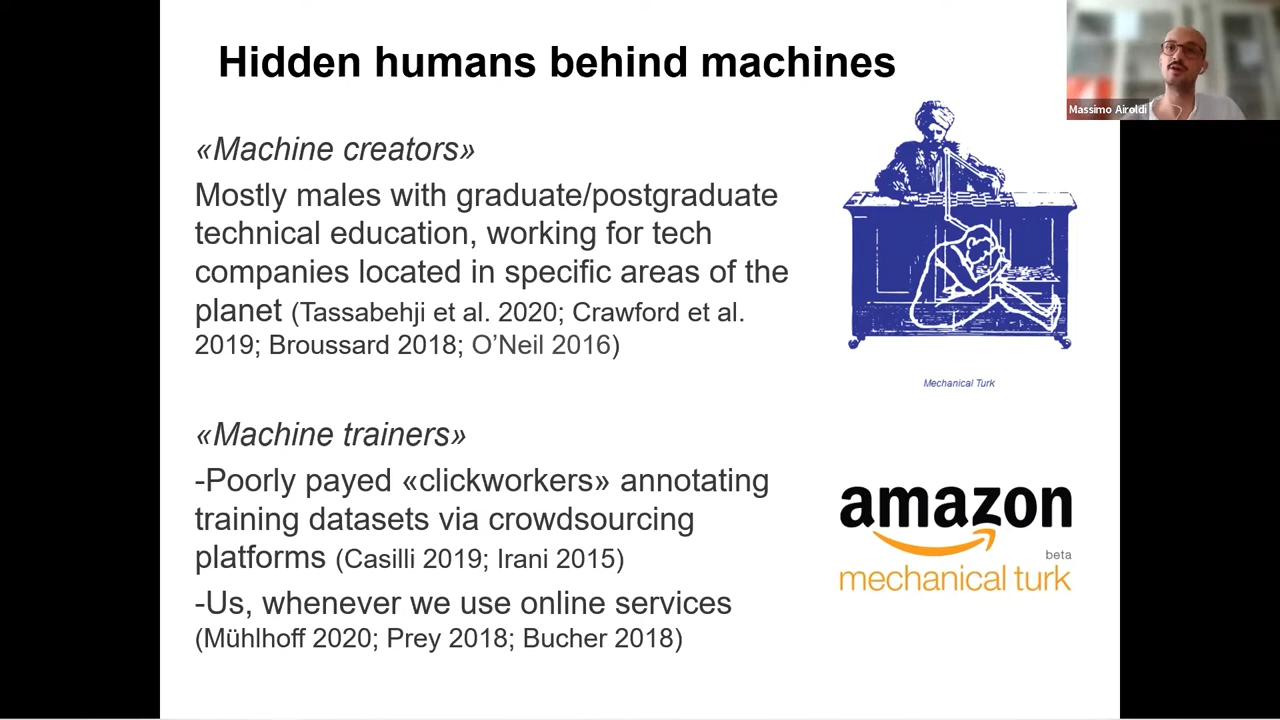 Hidden humans behind machines
Massimo Airoldi
«Machine creators»
Mostly males with graduate/postgraduate
technical education, working for tech
companies located in specific areas of the
planet (Tassabehji et al. 2020; Crawford et al.
2019; Broussard 2018; O’Neil 2016)
Mechanical Turk
«Machine trainers»
-Poorly payed «clickworkers» annotating
training datasets via crowdsourcing
platforms (Casilli 2019; Irani 2015)
-Us, whenever we use online services
(Mühlhoff 2020; Prey 2018; Bucher 2018)
amazon
beta
mechanical turk